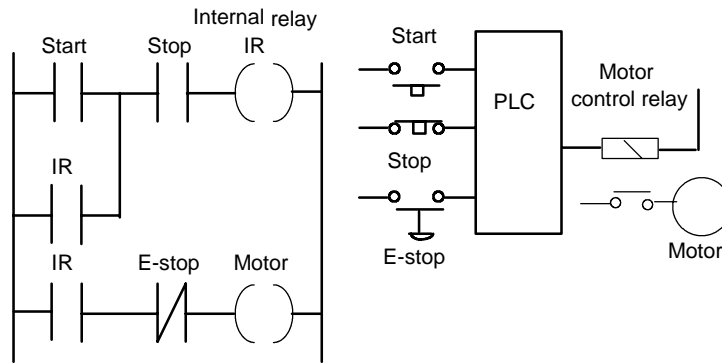 Internal relay
Start Stop IR
IR
IR E-stop Motor
Start
PLC
Motor
control relay
Stop
E-stop
Motor